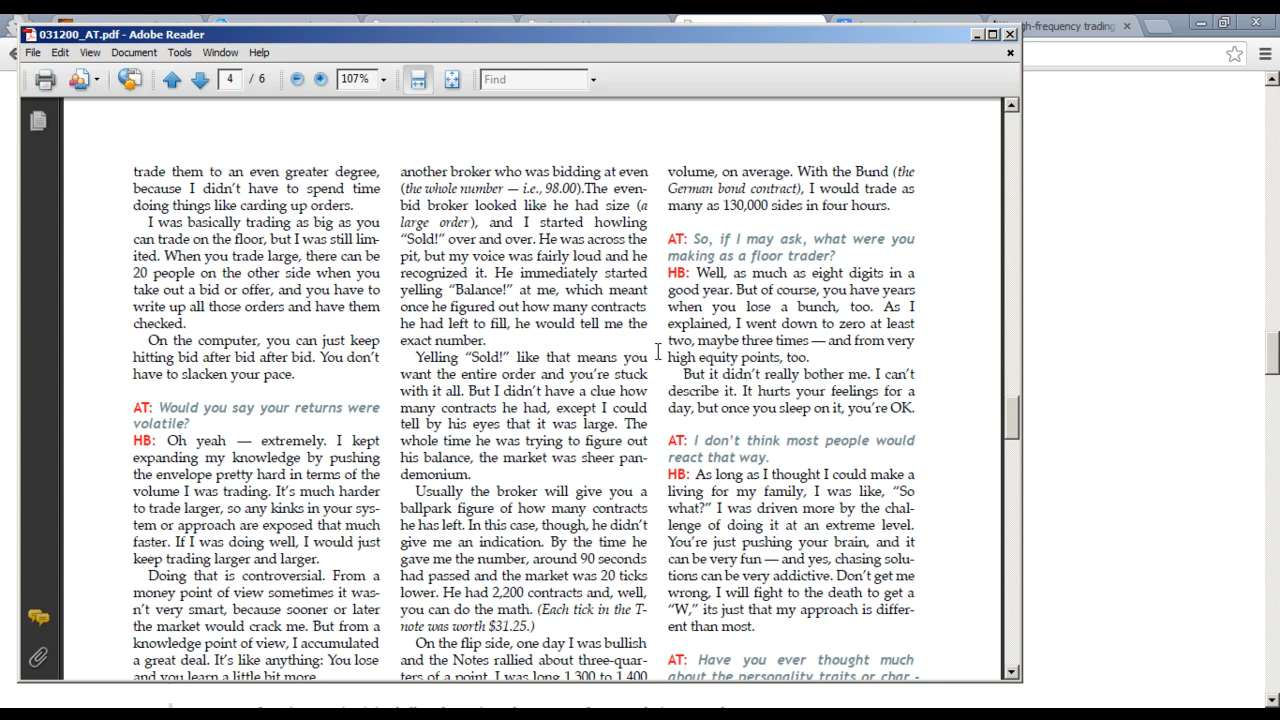 031200_AT.pdf - Adobe Reader
gh-frequency trading
File Edit View Document Tools Window Help
4 / 6 107% Find
trade them to an even greater degree,
because I didn't have to spend time
doing things like carding up orders.
I was basically trading as big as you
can trade on the floor, but I was still lim-
ited. When you trade large, there can be
20 people on the other side when you
take out a bid or offer, and you have to
write up all those orders and have them
checked.
On the computer, you can just keep
hitting bid after bid after bid. You don't
have to slacken your pace.
AT: Would you say your returns were
volatile?
HB: Oh yeah — extremely. I kept
expanding my knowledge by pushing
the envelope pretty hard in terms of the
volume I was trading. It's much harder
to trade larger, so any kinks in your sys-
tem or approach are exposed that much
faster. If I was doing well, I would just
keep trading larger and larger.
Doing that is controversial. From a
money point of view sometimes it was-
n't very smart, because sooner or later
the market would crack me. But from a
knowledge point of view, I accumulated
a great deal. It's like anything: You lose
and you learn a little bit more.
another broker who was bidding at even
(the whole number — i.e., 98.00).The even-
bid broker looked like he had size (a
large order), and I started howling
“Sold!” over and over. He was across the
pit, but my voice was fairly loud and he
recognized it. He immediately started
yelling “Balance!” at me, which meant
once he figured out how many contracts
he had left to fill, he would tell me the
exact number.
Yelling “Sold!” like that means you
want the entire order and you're stuck
with it all. But I didn't have a clue how
many contracts he had, except I could
tell by his eyes that it was large. The
whole time he was trying to figure out
his balance, the market was sheer pan-
demonium.
Usually the broker will give you a
ballpark figure of how many contracts
he has left. In this case, though, he didn't
give me an indication. By the time he
gave me the number, around 90 seconds
had passed and the market was 20 ticks
lower. He had 2,200 contracts and, well,
you can do the math. (Each tick in the T-
note was worth $31.25.)
On the flip side, one day I was bullish
and the Notes rallied about three-quar-
ters of a point. I was long 1,300 to 1,400
volume, on average. With the Bund (the
German bond contract), I would trade as
many as 130,000 sides in four hours.
AT: So, if I may ask, what were you
making as a floor trader?
HB: Well, as much as eight digits in a
good year. But of course, you have years
when you lose a bunch, too. As I
explained, I went down to zero at least
two, maybe three times — and from very
high equity points, too.
But it didn't really bother me. I can't
describe it. It hurts your feelings for a
day, but once you sleep on it, you're OK.
AT: I don't think most people would
react that way.
HB: As long as I thought I could make a
living for my family, I was like, “So
what?” I was driven more by the chal-
lenge of doing it at an extreme level.
You're just pushing your brain, and it
can be very fun — and yes, chasing solu-
tions can be very addictive. Don't get me
wrong, I will fight to the death to get a
“W,” its just that my approach is differ-
ent than most.
AT: Have you ever thought much
about the personality traits or char -